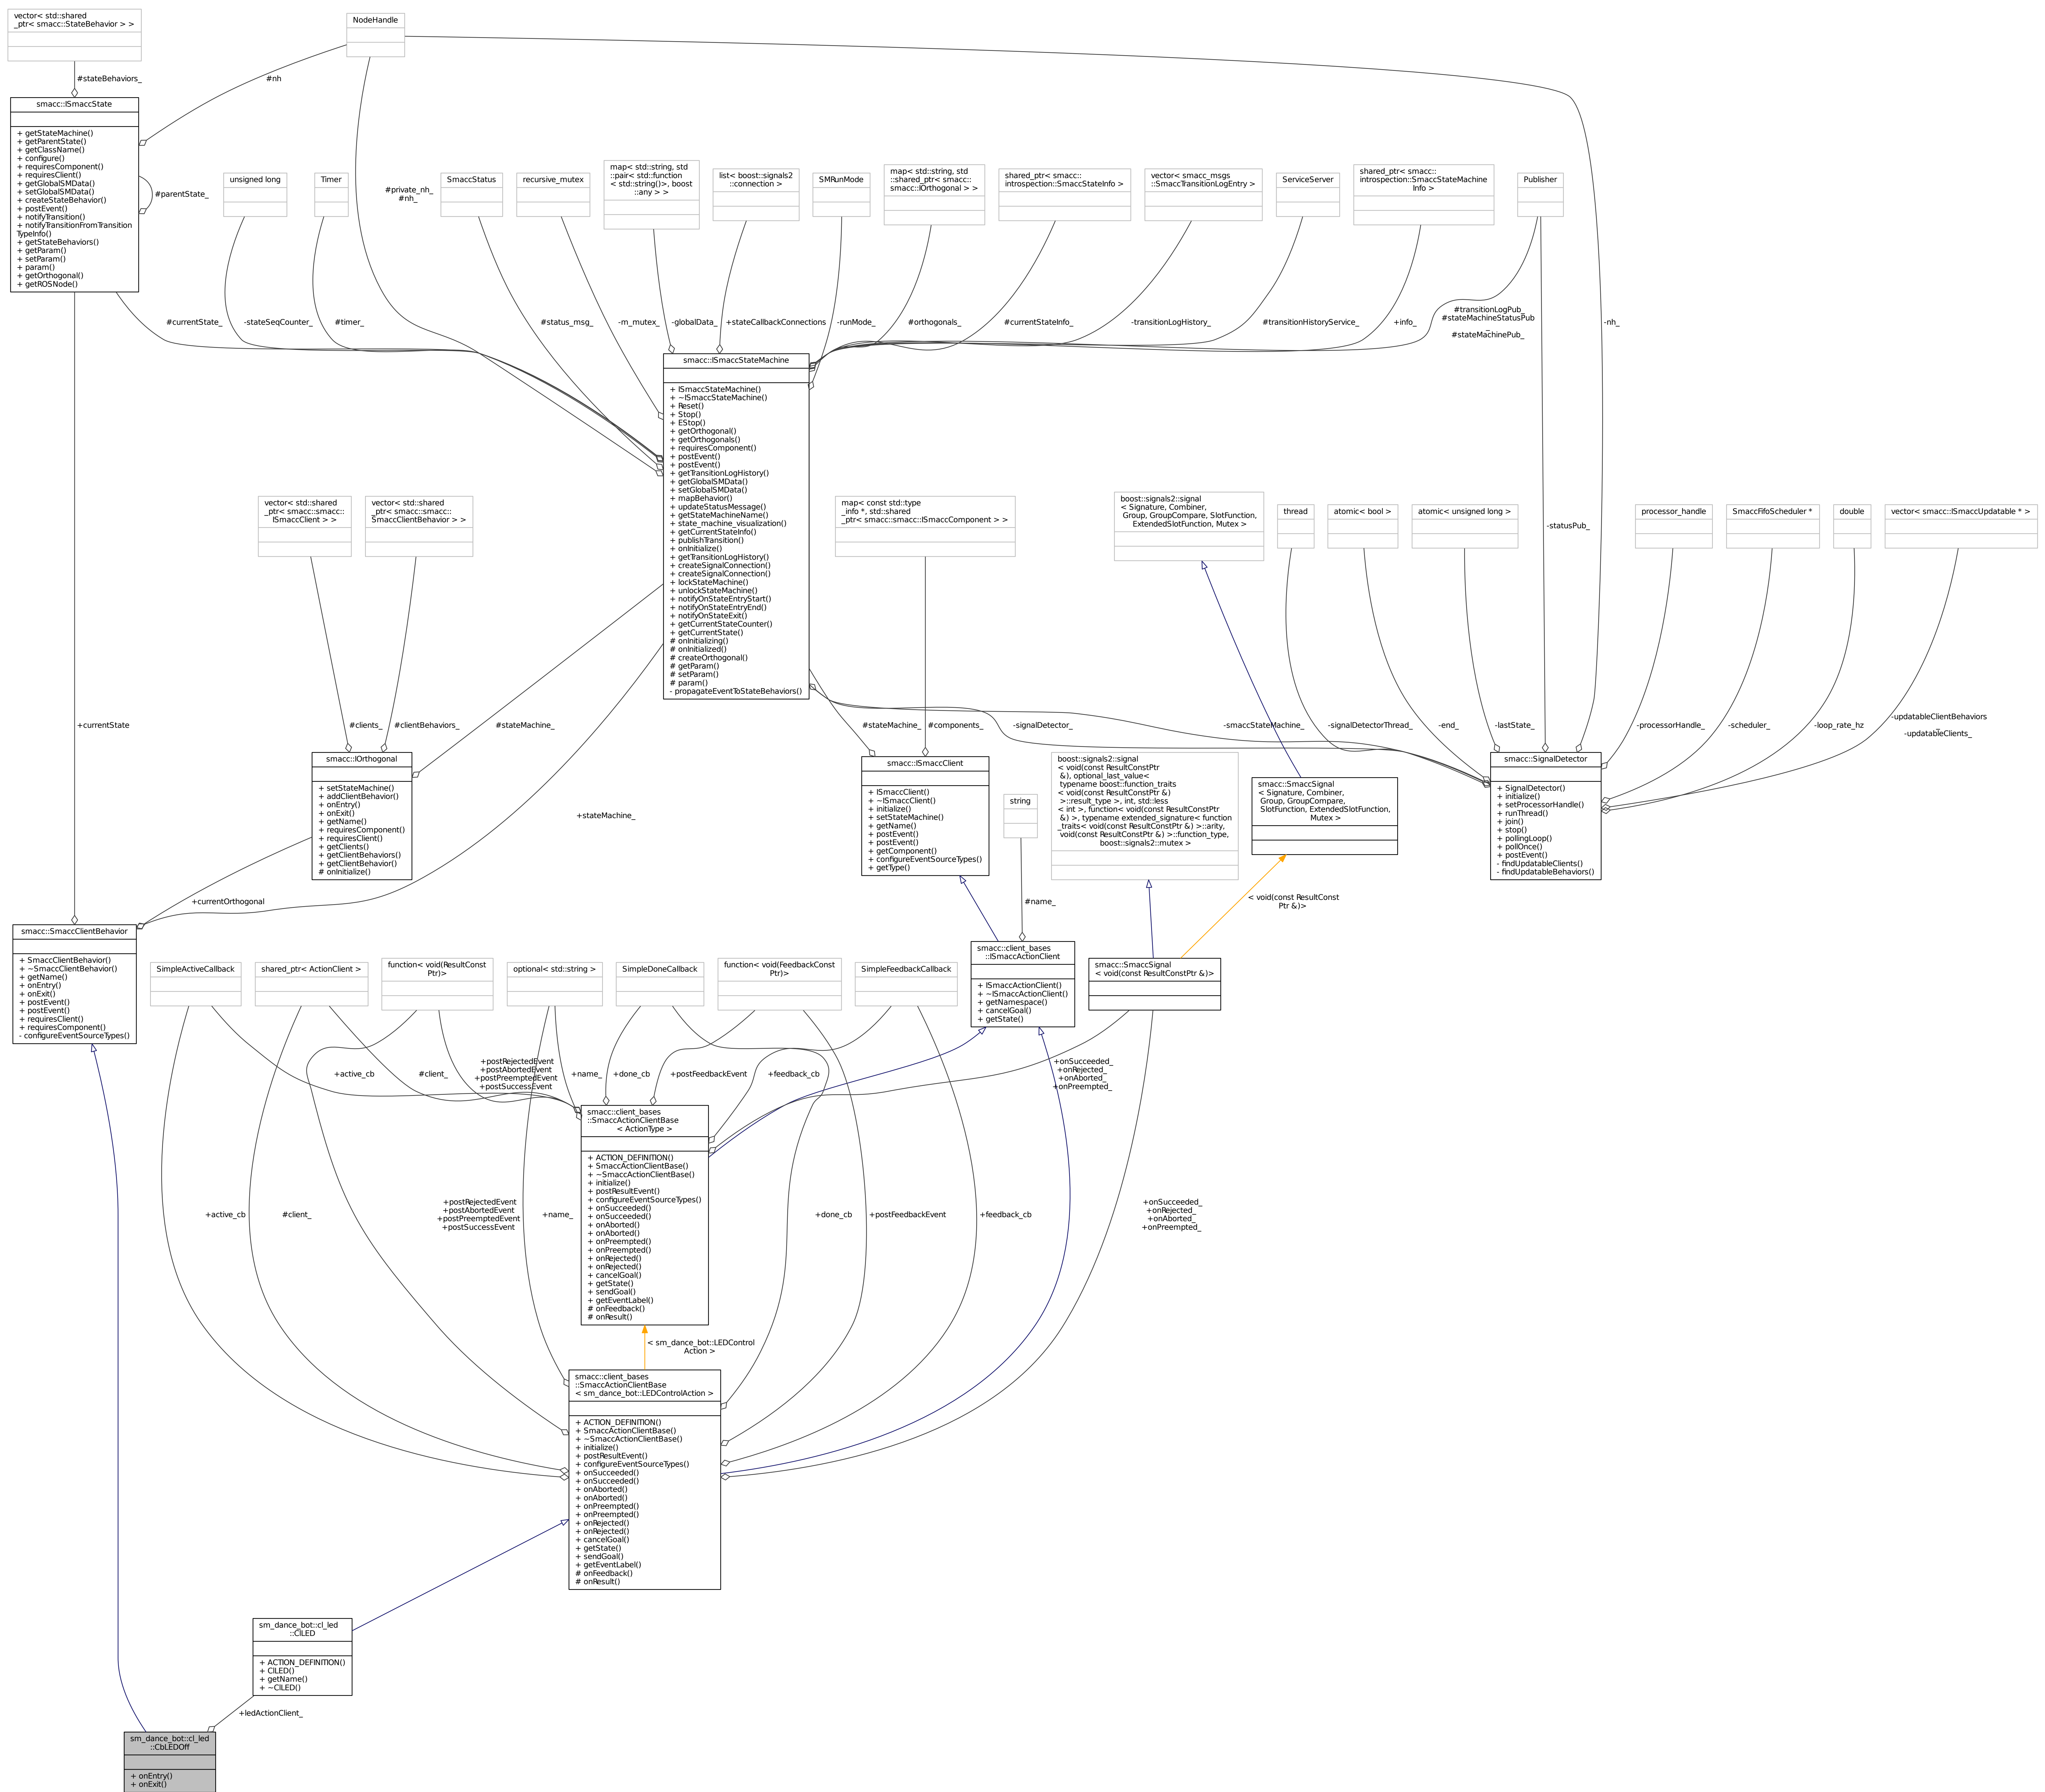 vector< std::shared
_ptr< smacc::StateBehavior > >
NodeHandle
#stateBehaviors_
#nh
smacc::ISmaccState
+ getStateMachine()
+ getParentState()
+ getClassName()
+ configure()
+ requiresComponent()
+ requiresClient()
+ getGlobalSMData()
+ setGlobalSMData()
+ createStateBehavior()
+ postEvent()
+ notifyTransition()
+ notifyTransitionFromTransition
TypeInfo()
+ getStateBehaviors()
+ getParam()
+ setParam()
+ param()
+ getOrthogonal()
+ getROSNode()
#parentState_
unsigned long
Timer
#private_nh_
#nh_
SmaccStatus
recursive_mutex
map< std::string, std
::pair< std::function
< std::string()>, boost
::any > >
list< boost::signals2
::connection >
SMRunMode
map< std::string, std
::shared_ptr< smacc::
smacc::IOrthogonal > >
shared_ptr< smacc::
introspection::SmaccStateInfo >
vector< smacc_msgs
::SmaccTransitionLogEntry >
ServiceServer
shared_ptr< smacc::
introspection::SmaccStateMachine
Info >
Publisher
#currentState_
-stateSeqCounter_
#timer_
#status_msg_
-m_mutex_
-globalData_
+stateCallbackConnections
-runMode_
#orthogonals_
#currentStateInfo_
-transitionLogHistory_
#transitionHistoryService_
+info_
#transitionLogPub_
#stateMachineStatusPub
_
#stateMachinePub_
-nh_
smacc::ISmaccStateMachine
+ ISmaccStateMachine()
+ ~ISmaccStateMachine()
+ Reset()
+ Stop()
+ EStop()
+ getOrthogonal()
+ getOrthogonals()
+ requiresComponent()
+ postEvent()
+ postEvent()
+ getTransitionLogHistory()
+ getGlobalSMData()
+ setGlobalSMData()
+ mapBehavior()
+ updateStatusMessage()
+ getStateMachineName()
+ state_machine_visualization()
+ getCurrentStateInfo()
+ publishTransition()
+ onInitialize()
+ getTransitionLogHistory()
+ createSignalConnection()
+ createSignalConnection()
+ lockStateMachine()
+ unlockStateMachine()
+ notifyOnStateEntryStart()
+ notifyOnStateEntryEnd()
+ notifyOnStateExit()
+ getCurrentStateCounter()
+ getCurrentState()
# onInitializing()
# onInitialized()
# createOrthogonal()
# getParam()
# setParam()
# param()
- propagateEventToStateBehaviors()
vector< std::shared
_ptr< smacc::smacc::
ISmaccClient > >
vector< std::shared
_ptr< smacc::smacc::
SmaccClientBehavior > >
map< const std::type
_info *, std::shared
_ptr< smacc::smacc::ISmaccComponent > >
boost::signals2::signal
< Signature, Combiner,
Group, GroupCompare, SlotFunction,
ExtendedSlotFunction, Mutex >
thread
atomic< bool >
atomic< unsigned long >
-statusPub_
processor_handle
SmaccFifoScheduler *
double
vector< smacc::ISmaccUpdatable * >
+currentState
#clients_
#clientBehaviors_
#stateMachine_
#stateMachine_
#components_
-signalDetector_
-smaccStateMachine_
-signalDetectorThread_
-end_
-lastState_
-processorHandle_
-scheduler_
-loop_rate_hz
-updatableClientBehaviors
_
-updatableClients_
smacc::IOrthogonal
+ setStateMachine()
+ addClientBehavior()
+ onEntry()
+ onExit()
+ getName()
+ requiresComponent()
+ requiresClient()
+ getClients()
+ getClientBehaviors()
+ getClientBehavior()
# onInitialize()
+stateMachine_
smacc::ISmaccClient
+ ISmaccClient()
+ ~ISmaccClient()
+ initialize()
+ setStateMachine()
+ getName()
+ postEvent()
+ postEvent()
+ getComponent()
+ configureEventSourceTypes()
+ getType()
string
boost::signals2::signal
< void(const ResultConstPtr
&), optional_last_value<
typename boost::function_traits
< void(const ResultConstPtr &)
>::result_type >, int, std::less
< int >, function< void(const ResultConstPtr
&) >, typename extended_signature< function
_traits< void(const ResultConstPtr &) >::arity,
void(const ResultConstPtr &) >::function_type,
boost::signals2::mutex >
smacc::SmaccSignal
< Signature, Combiner,
Group, GroupCompare,
SlotFunction, ExtendedSlotFunction,
Mutex >
smacc::SignalDetector
+ SignalDetector()
+ initialize()
+ setProcessorHandle()
+ runThread()
+ join()
+ stop()
+ pollingLoop()
+ pollOnce()
+ postEvent()
- findUpdatableClients()
- findUpdatableBehaviors()
+currentOrthogonal
#name_
< void(const ResultConst
Ptr &)>
smacc::SmaccClientBehavior
+ SmaccClientBehavior()
+ ~SmaccClientBehavior()
+ getName()
+ onEntry()
+ onExit()
+ postEvent()
+ postEvent()
+ requiresClient()
+ requiresComponent()
- configureEventSourceTypes()
SimpleActiveCallback
shared_ptr< ActionClient >
function< void(ResultConst
Ptr)>
optional< std::string >
SimpleDoneCallback
function< void(FeedbackConst
Ptr)>
SimpleFeedbackCallback
smacc::client_bases
::ISmaccActionClient
+ ISmaccActionClient()
+ ~ISmaccActionClient()
+ getNamespace()
+ cancelGoal()
+ getState()
smacc::SmaccSignal
< void(const ResultConstPtr &)>
+active_cb
#client_
+postRejectedEvent
+postAbortedEvent
+postPreemptedEvent
+postSuccessEvent
+name_
+done_cb
+postFeedbackEvent
+feedback_cb
+onSucceeded_
+onRejected_
+onAborted_
+onPreempted_
smacc::client_bases
::SmaccActionClientBase
< ActionType >
+ ACTION_DEFINITION()
+ SmaccActionClientBase()
+ ~SmaccActionClientBase()
+ initialize()
+ postResultEvent()
+ configureEventSourceTypes()
+ onSucceeded()
+ onSucceeded()
+ onAborted()
+ onAborted()
+ onPreempted()
+ onPreempted()
+ onRejected()
+ onRejected()
+ cancelGoal()
+ getState()
+ sendGoal()
+ getEventLabel()
# onFeedback()
# onResult()
+active_cb
#client_
+postRejectedEvent
+postAbortedEvent
+postPreemptedEvent
+postSuccessEvent
+name_
+done_cb
+postFeedbackEvent
+feedback_cb
+onSucceeded_
+onRejected_
+onAborted_
+onPreempted_
< sm_dance_bot::LEDControl
Action >
smacc::client_bases
::SmaccActionClientBase
< sm_dance_bot::LEDControlAction >
+ ACTION_DEFINITION()
+ SmaccActionClientBase()
+ ~SmaccActionClientBase()
+ initialize()
+ postResultEvent()
+ configureEventSourceTypes()
+ onSucceeded()
+ onSucceeded()
+ onAborted()
+ onAborted()
+ onPreempted()
+ onPreempted()
+ onRejected()
+ onRejected()
+ cancelGoal()
+ getState()
+ sendGoal()
+ getEventLabel()
# onFeedback()
# onResult()
sm_dance_bot::cl_led
::ClLED
+ ACTION_DEFINITION()
+ ClLED()
+ getName()
+ ~ClLED()
+ledActionClient_
sm_dance_bot::cl_led
::CbLEDOff
+ onEntry()
+ onExit()